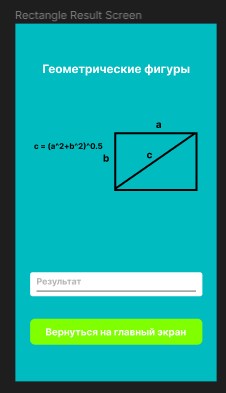 Rectangle Result Screen
Геометрические фигуры
a
c = (a^2+b^2)^0.5
b
c
Результат
Вернуться на главный экран